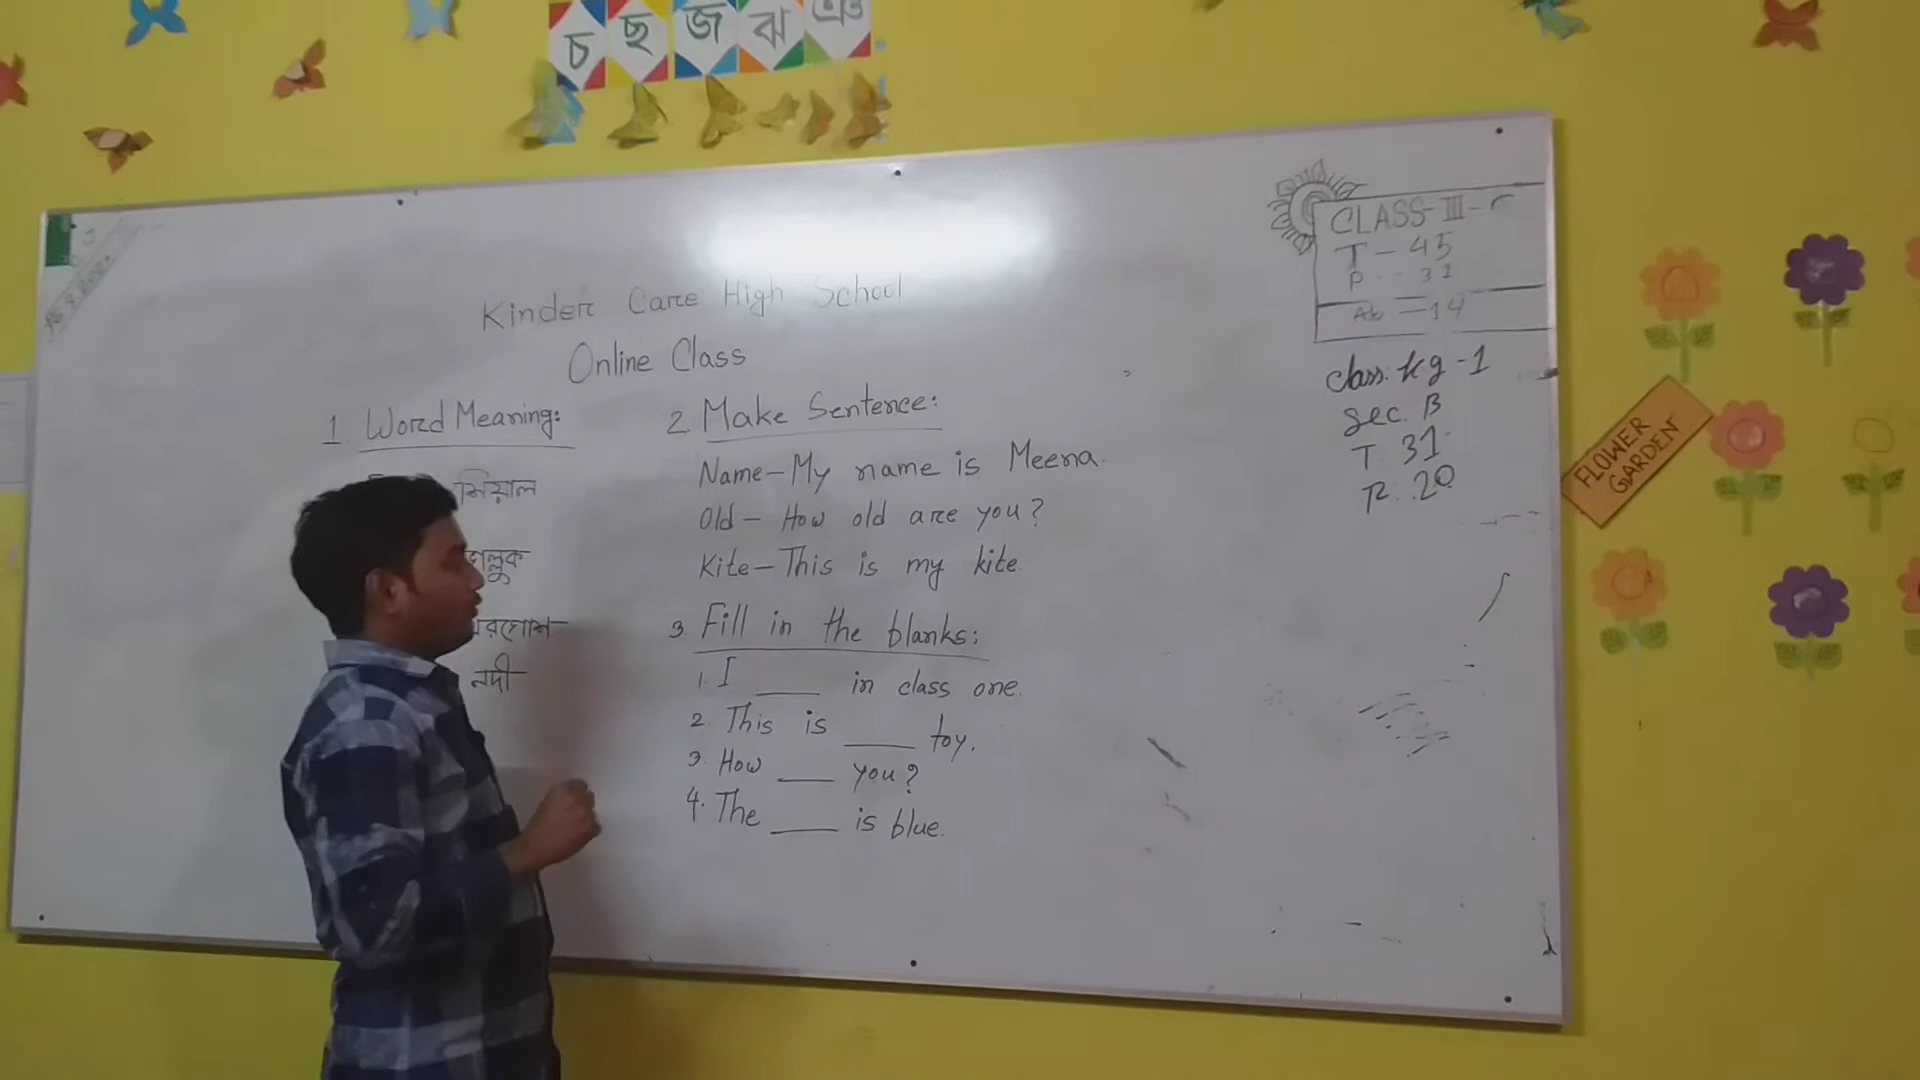 চ ছ জ ঝ ঞ
Kinder Care High School
Online Class
1 Word Meaning:
শিয়াল
নদী
2. Make Sentence:
Name - My name is Meena.
Old - How old are you?
Kite - This is my kite
3. Fill in the blanks:
1. I ____ in class one.
2. This is ____ toy.
3. How ____ you?
4. The ____ is blue.
CLASS-III-
T - 45
P - 31
Ab = 14
class: kg -1
sec. B
T. 31
P. 20
FLOWER
GARDEN